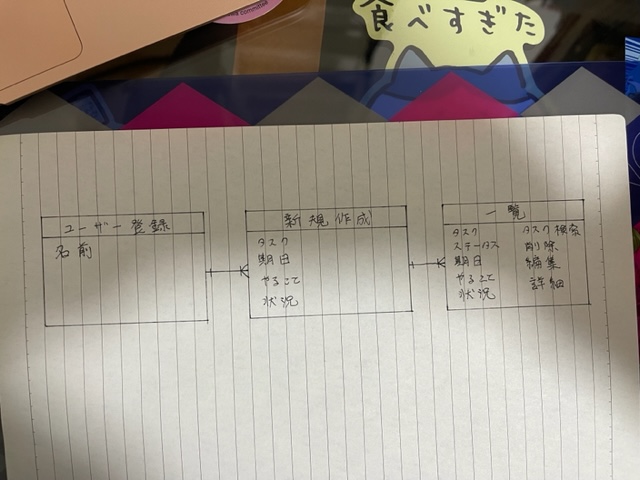 ユーザー登録
名前
新規作成
タスク
期日
やること
状況
一覧
タスク
ステータス
期日
やること
状況
タスク検索
削除
編集
詳細
食べすぎた